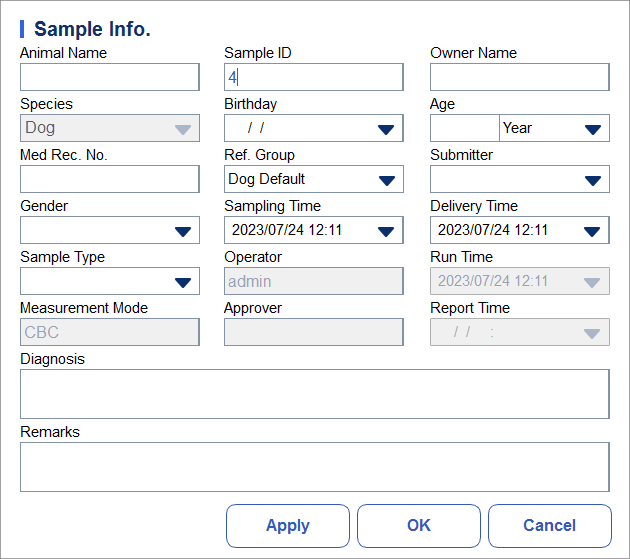 Sample Info.
Animal Name Sample ID Owner Name
4
Species Birthday Age
Dog / / Year
Med Rec. No. Ref. Group Submitter
Dog Default
Gender Sampling Time Delivery Time
2023/07/24 12:11 2023/07/24 12:11
Sample Type Operator Run Time
admin 2023/07/24 12:11
Measurement Mode Approver Report Time
CBC / / :
Diagnosis
Remarks
Apply OK Cancel